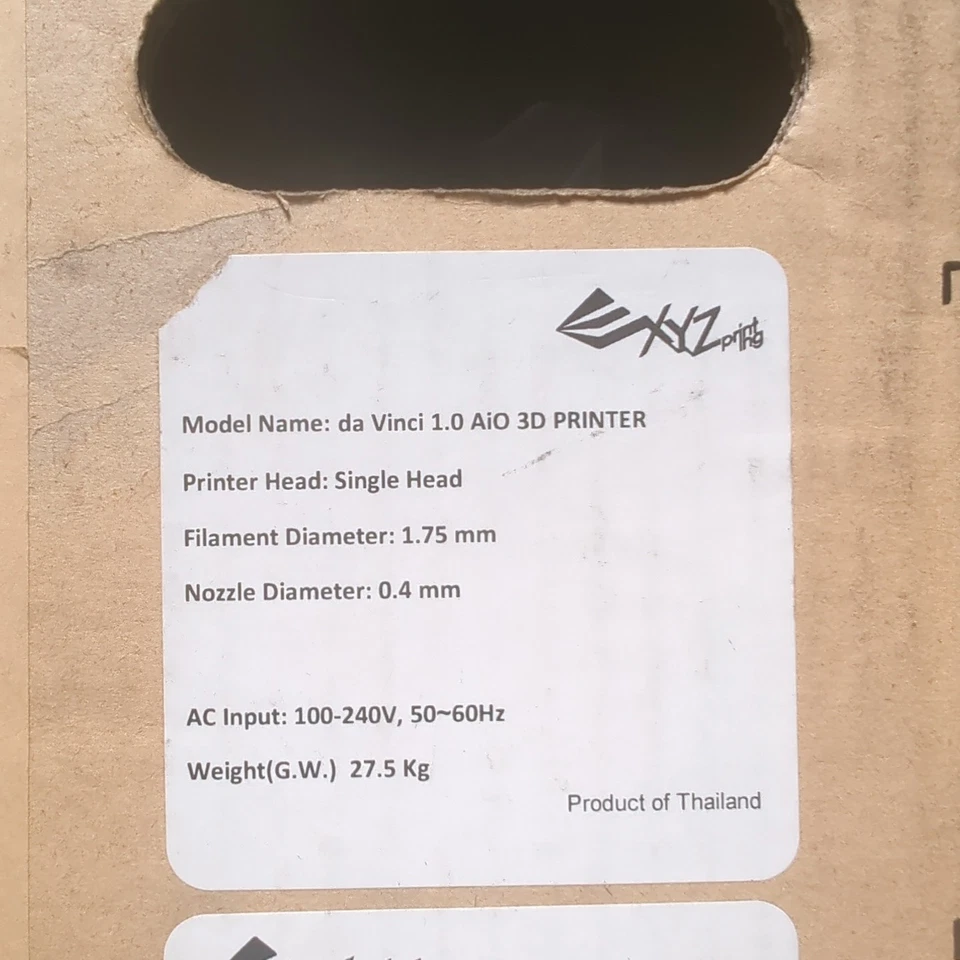 XYZprinting
Model Name: da Vinci 1.0 AiO 3D PRINTER
Printer Head: Single Head
Filament Diameter: 1.75 mm
Nozzle Diameter: 0.4 mm
AC Input: 100-240V, 50~60Hz
Weight(G.W.) 27.5 Kg
Product of Thailand